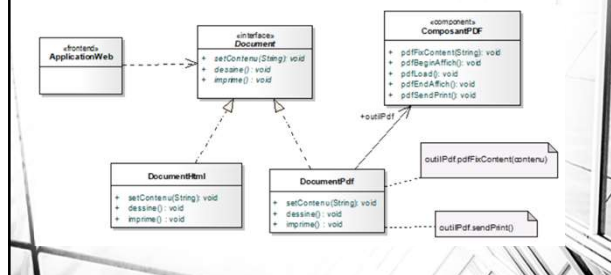 «interface»
Document
+ setContenu(String): void
+ dessine() : void
+ imprime() : void
«frontend»
ApplicationWeb
«component»
ComposantPDF
+ pdfFixContent(String): void
+ pdfBeginAffich(): void
+ pdfLoad(): void
+ pdfEndAffich(): void
+ pdfSendPrint(): void
+outilPdf
DocumentHtml
+ setContenu(String): void
+ dessine() : void
+ imprime() : void
DocumentPdf
+ setContenu(String): void
+ dessine() : void
+ imprime() : void
outilPdf.pdfFixContent(contenu)
outilPdf.sendPrint()